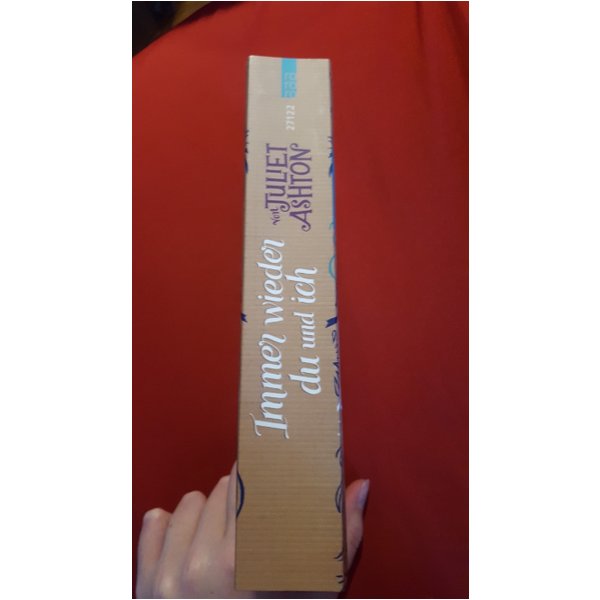 Immer wieder
du und ich
von JULIET
ASHTON
27122